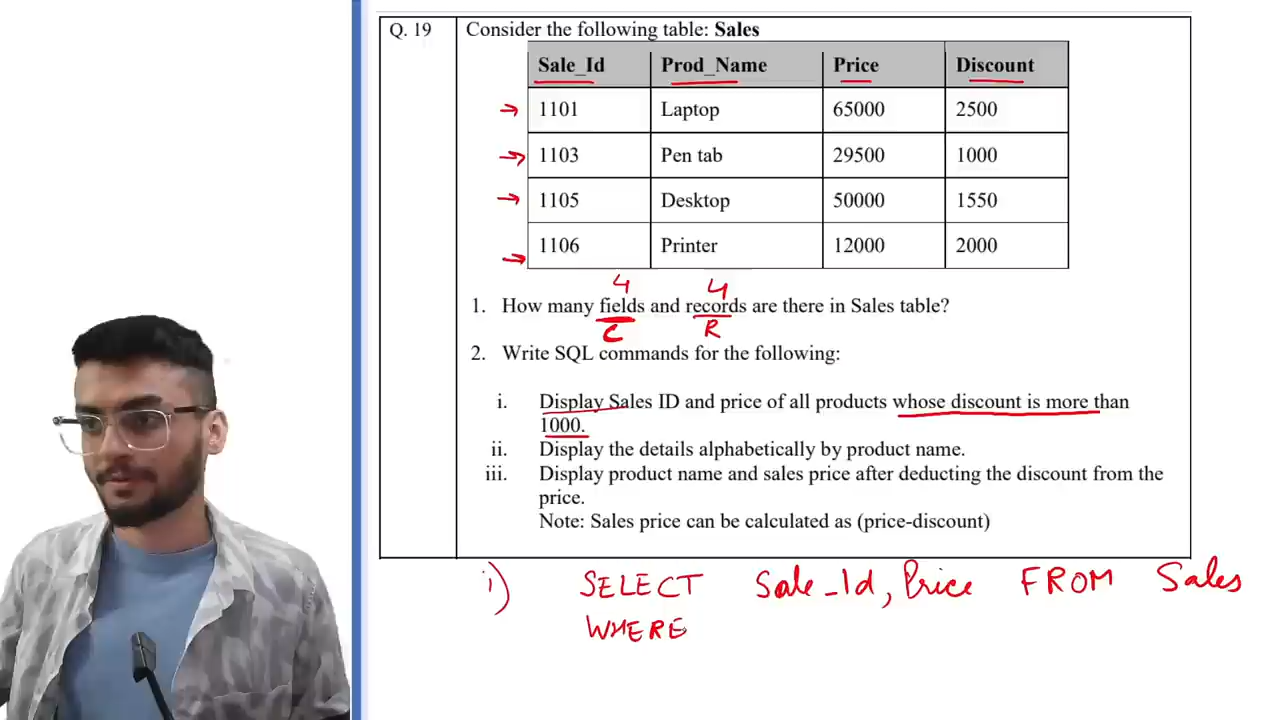 Q. 19
Consider the following table: Sales
Sale_Id Prod_Name Price Discount
1101 Laptop 65000 2500
1103 Pen tab 29500 1000
1105 Desktop 50000 1550
1106 Printer 12000 2000
4 4
1. How many fields and records are there in Sales table?
C R
2. Write SQL commands for the following:
i. Display Sales ID and price of all products whose discount is more than
1000.
ii. Display the details alphabetically by product name.
iii. Display product name and sales price after deducting the discount from the
price.
Note: Sales price can be calculated as (price-discount)
i) SELECT Sale_Id, Price FROM Sales
WHERE